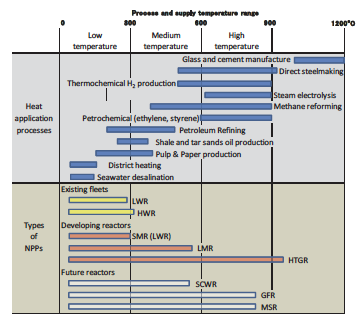 Process and supply temperature range
0 300 600 900 1200°C
Low temperature
Medium temperature
High temperature
Heat application processes
Glass and cement manufacture
Direct steelmaking
Thermochemical H2 production
Steam electrolysis
Methane reforming
Petrochemical (ethylene, styrene)
Petroleum Refining
Shale and tar sands oil production
Pulp & Paper production
District heating
Seawater desalination
Types of NPPs
Existing fleets
LWR
HWR
Developing reactors
SMR (LWR)
LMR
HTGR
Future reactors
SCWR
GFR
MSR